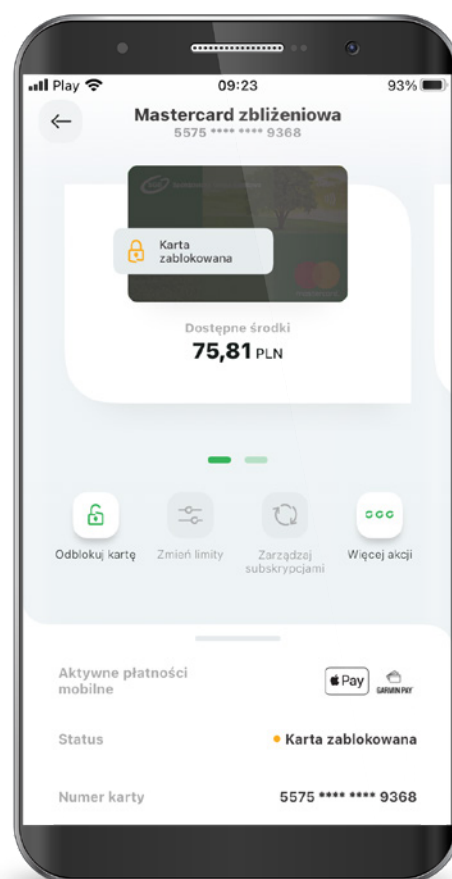 Play
09:23
93%
Mastercard zbliżeniowa
5575 **** **** 9368
Karta
zablokowana
Dostępne środki
75,81 PLN
Odblokuj kartę
Zmień limity
Zarządzaj
subskrypcjami
Więcej akcji
Aktywne płatności
mobilne
Pay
GARMIN PAY
Status
Karta zablokowana
Numer karty
5575 **** **** 9368